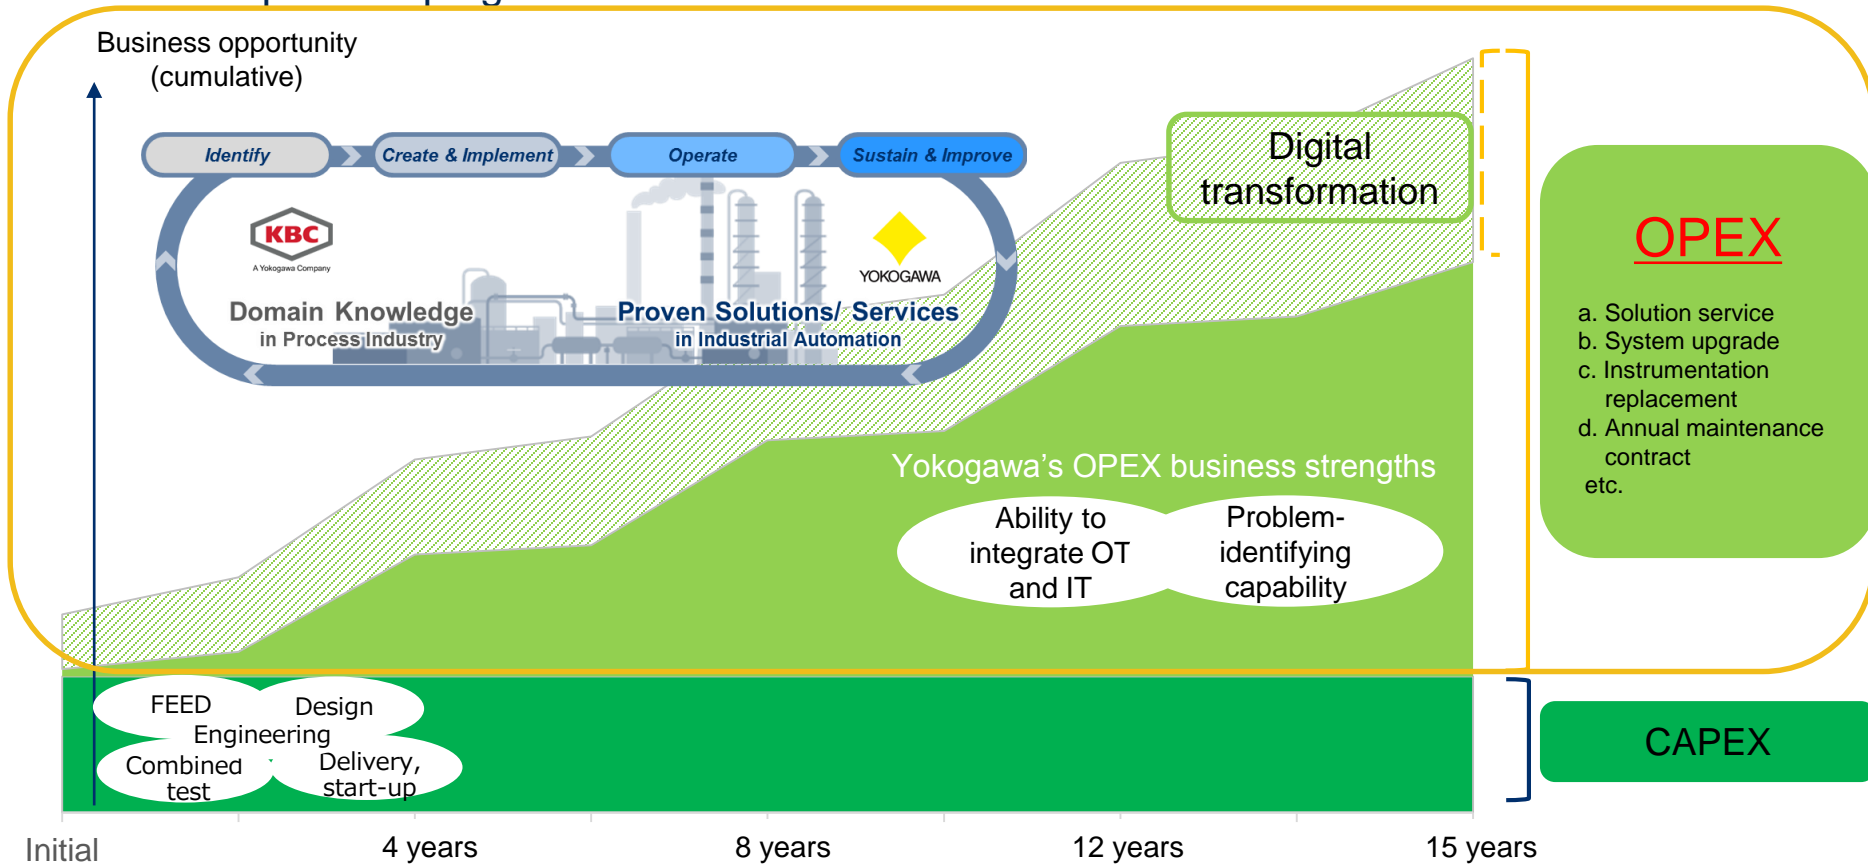 Business opportunity
(cumulative)
Identify
Create & Implement
Operate
Sustain & Improve
KBC
A Yokogawa Company
YOKOGAWA
Domain Knowledge
in Process Industry
Proven Solutions/ Services
in Industrial Automation
Digital
transformation
OPEX
a. Solution service
b. System upgrade
c. Instrumentation
replacement
d. Annual maintenance
contract
etc.
Yokogawa’s OPEX business strengths
Ability to
integrate OT
and IT
Problem-
identifying
capability
FEED
Design
Engineering
Combined
test
Delivery,
start-up
CAPEX
Initial
4 years
8 years
12 years
15 years